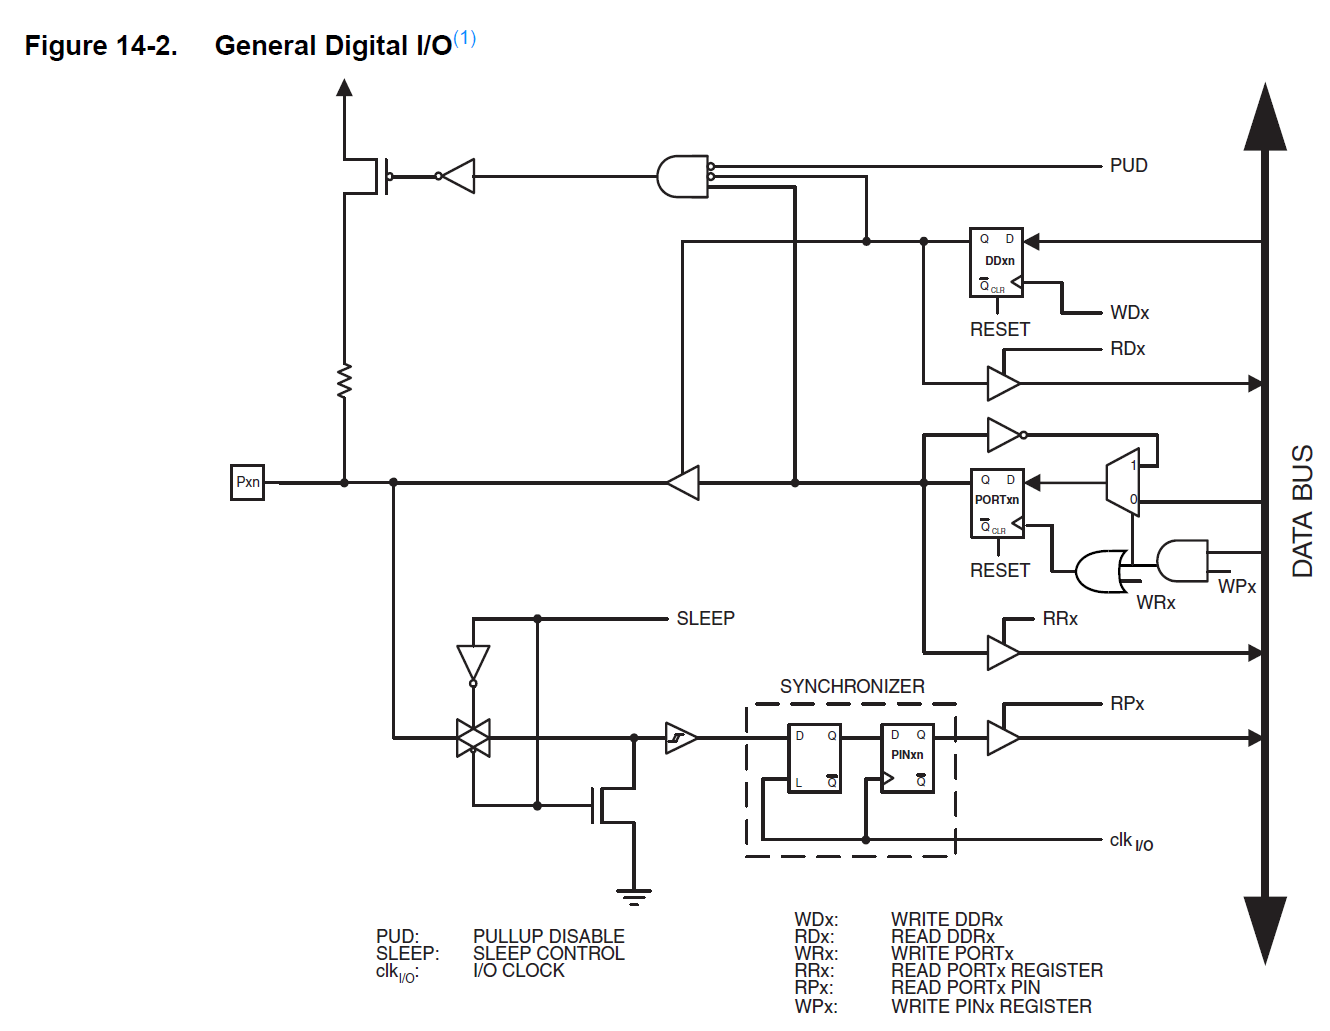 Figure 14-2. General Digital I/O(1)
PUD
Q D
DDxn
Q CLR
WDx
RESET
RDx
1
Pxn
Q D
PORTxn
0
Q CLR
RESET
WPx
WRx
SLEEP
RRx
SYNCHRONIZER
RPx
D Q
D Q
PINxn
L Q
Q
clk I/O
DATA BUS
PUD: PULLUP DISABLE
SLEEP: SLEEP CONTROL
clkI/O: I/O CLOCK
WDx: WRITE DDRx
RDx: READ DDRx
WRx: WRITE PORTx
RRx: READ PORTx REGISTER
RPx: READ PORTx PIN
WPx: WRITE PINx REGISTER